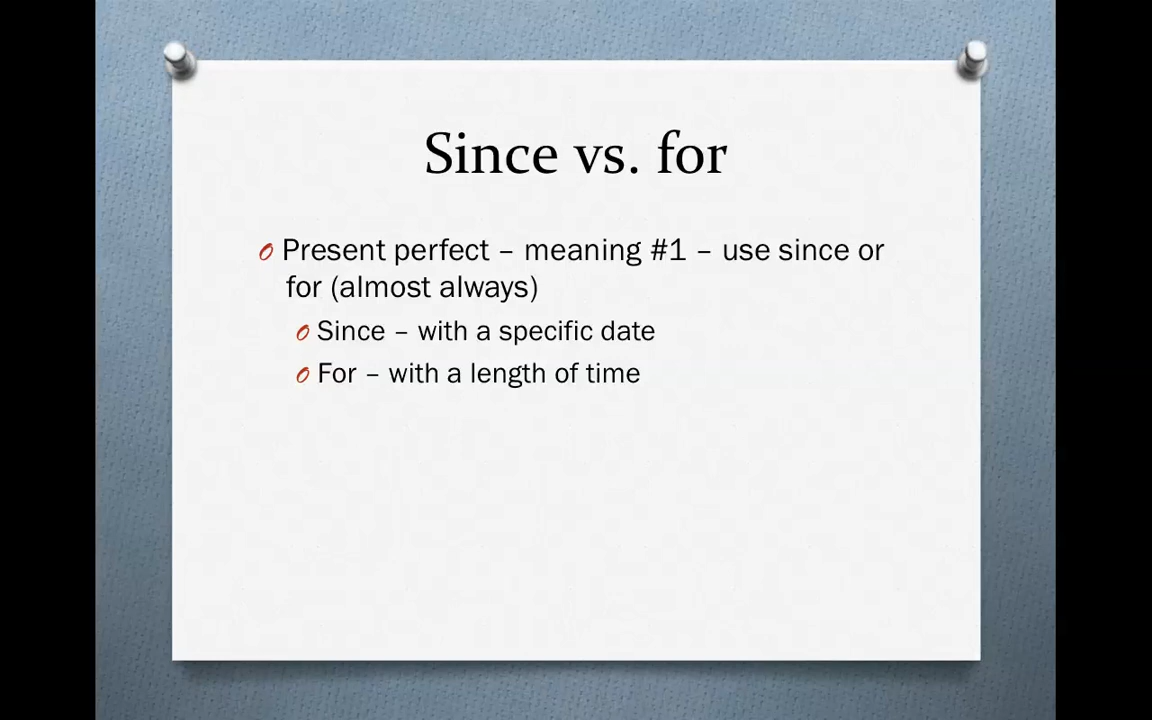 Since vs. for
Present perfect – meaning #1 – use since or
for (almost always)
Since – with a specific date
For – with a length of time